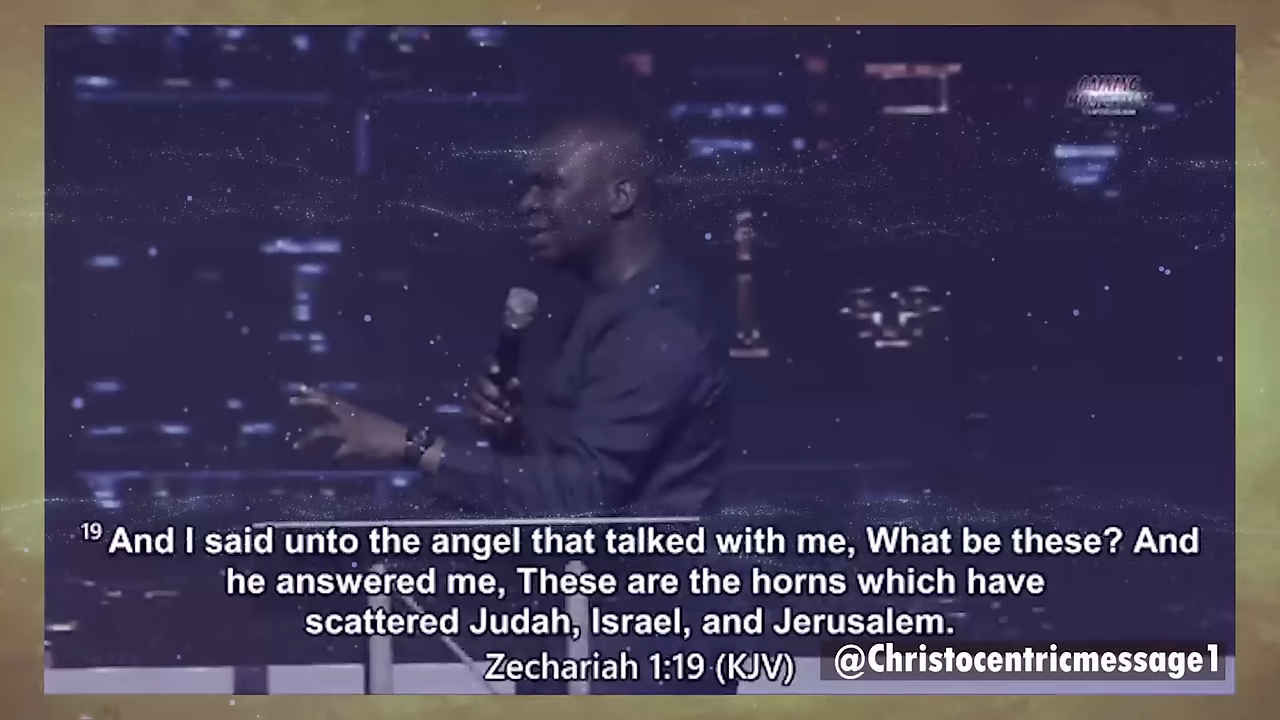 GAINING
19 And I said unto the angel that talked with me, What be these? And
he answered me, These are the horns which have
scattered Judah, Israel, and Jerusalem.
Zechariah 1:19 (KJV)
@Christocentricmessage1